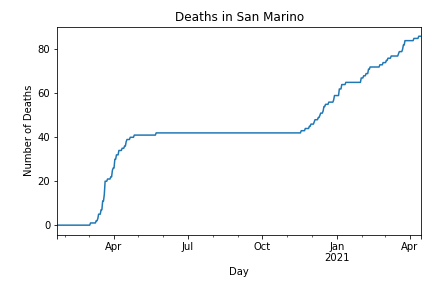 Deaths in San Marino
Number of Deaths
80
60
40
20
0
Apr
Jul
Oct
Jan
2021
Apr
Day